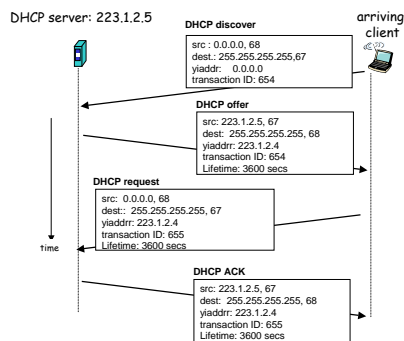 DHCP server: 223.1.2.5
arriving
client
DHCP discover
src : 0.0.0.0, 68
dest.: 255.255.255.255,67
yiaddr: 0.0.0.0
transaction ID: 654
DHCP offer
src: 223.1.2.5, 67
dest: 255.255.255.255, 68
yiaddrr: 223.1.2.4
transaction ID: 654
Lifetime: 3600 secs
DHCP request
src: 0.0.0.0, 68
dest:: 255.255.255.255, 67
yiaddrr: 223.1.2.4
transaction ID: 655
Lifetime: 3600 secs
time
DHCP ACK
src: 223.1.2.5, 67
dest: 255.255.255.255, 68
yiaddrr: 223.1.2.4
transaction ID: 655
Lifetime: 3600 secs